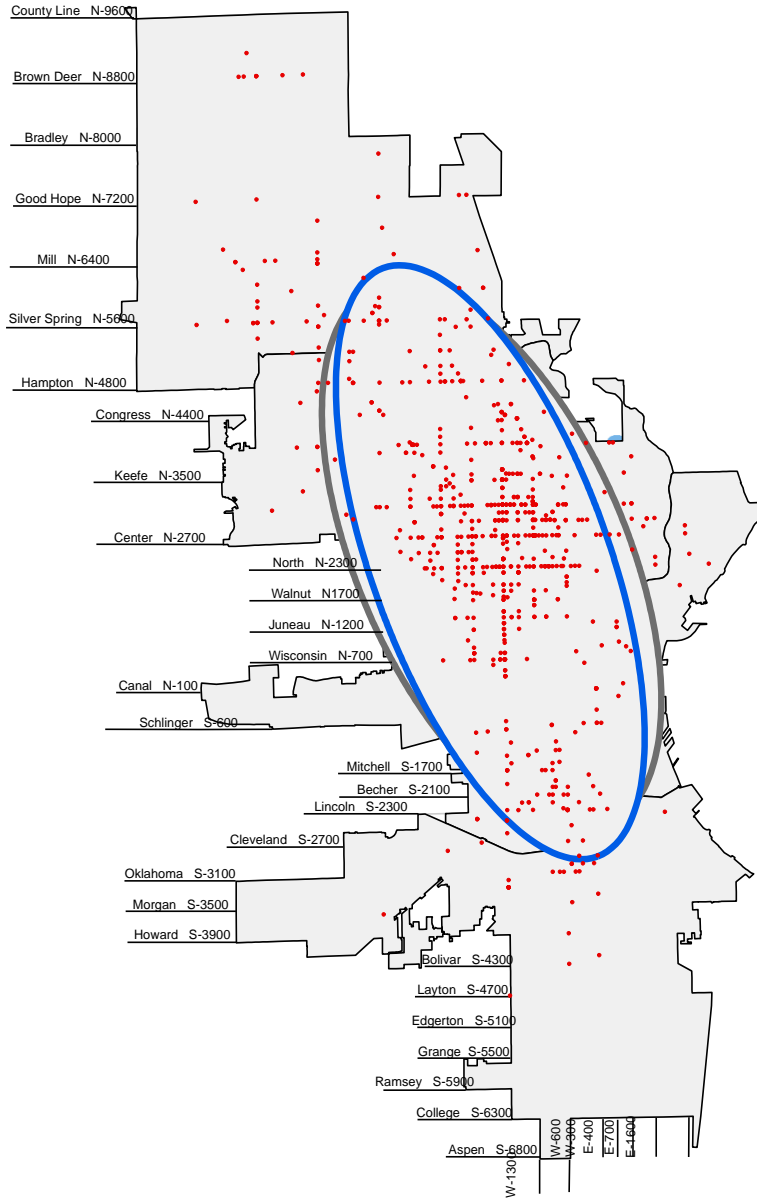 County Line N-9600
Brown Deer N-8800
Bradley N-8000
Good Hope N-7200
Mill N-6400
Silver Spring N-5600
Hampton N-4800
Congress N-4400
Keefe N-3500
Center N-2700
North N-2300
Walnut N1700
Juneau N-1200
Wisconsin N-700
Canal N-100
Schlinger S-600
Mitchell S-1700
Becher S-2100
Lincoln S-2300
Cleveland S-2700
Oklahoma S-3100
Morgan S-3500
Howard S-3900
Bolivar S-4300
Layton S-4700
Edgerton S-5100
Grange S-5500
Ramsey S-5900
College S-6300
Aspen S-6800
W-1300
W-600
W-300
E-400
E-700
E-1600